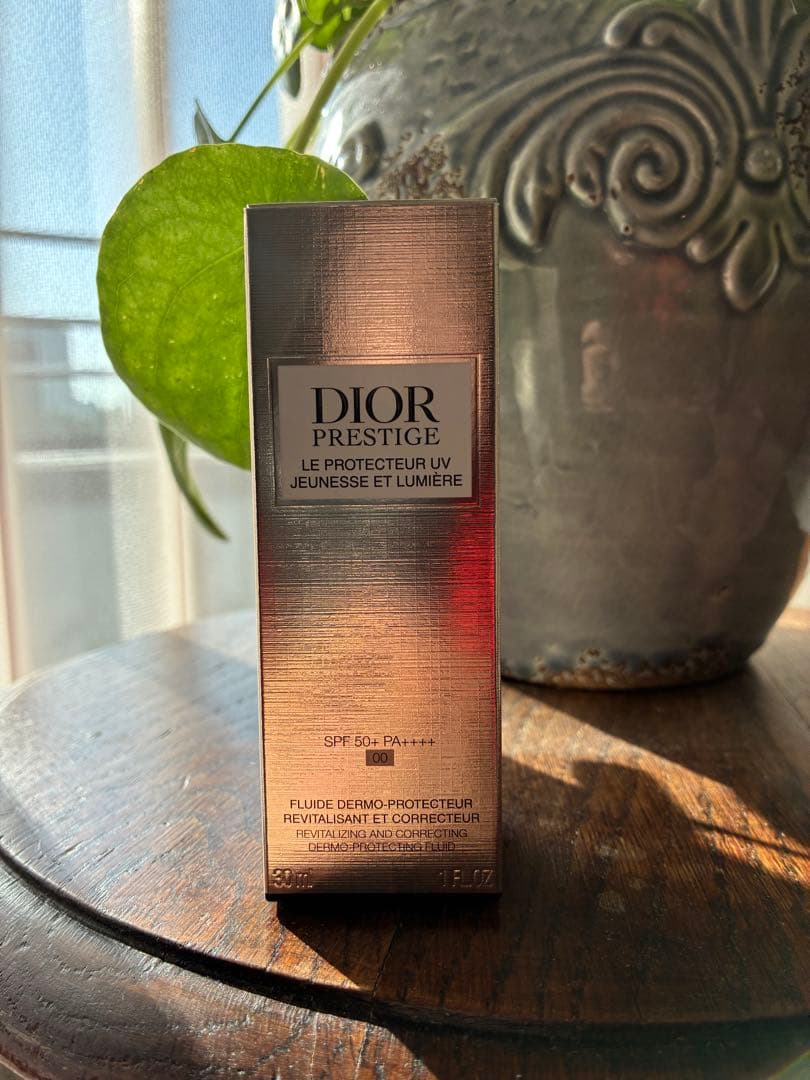 DIOR
PRESTIGE
LE PROTECTEUR UV
JEUNESSE ET LUMIÈRE
SPF 50+ PA++++
00
FLUIDE DERMO-PROTECTEUR
REVITALISANT ET CORRECTEUR
REVITALIZING AND CORRECTING
DERMO-PROTECTING FLUID
30 ml 1 FL.OZ